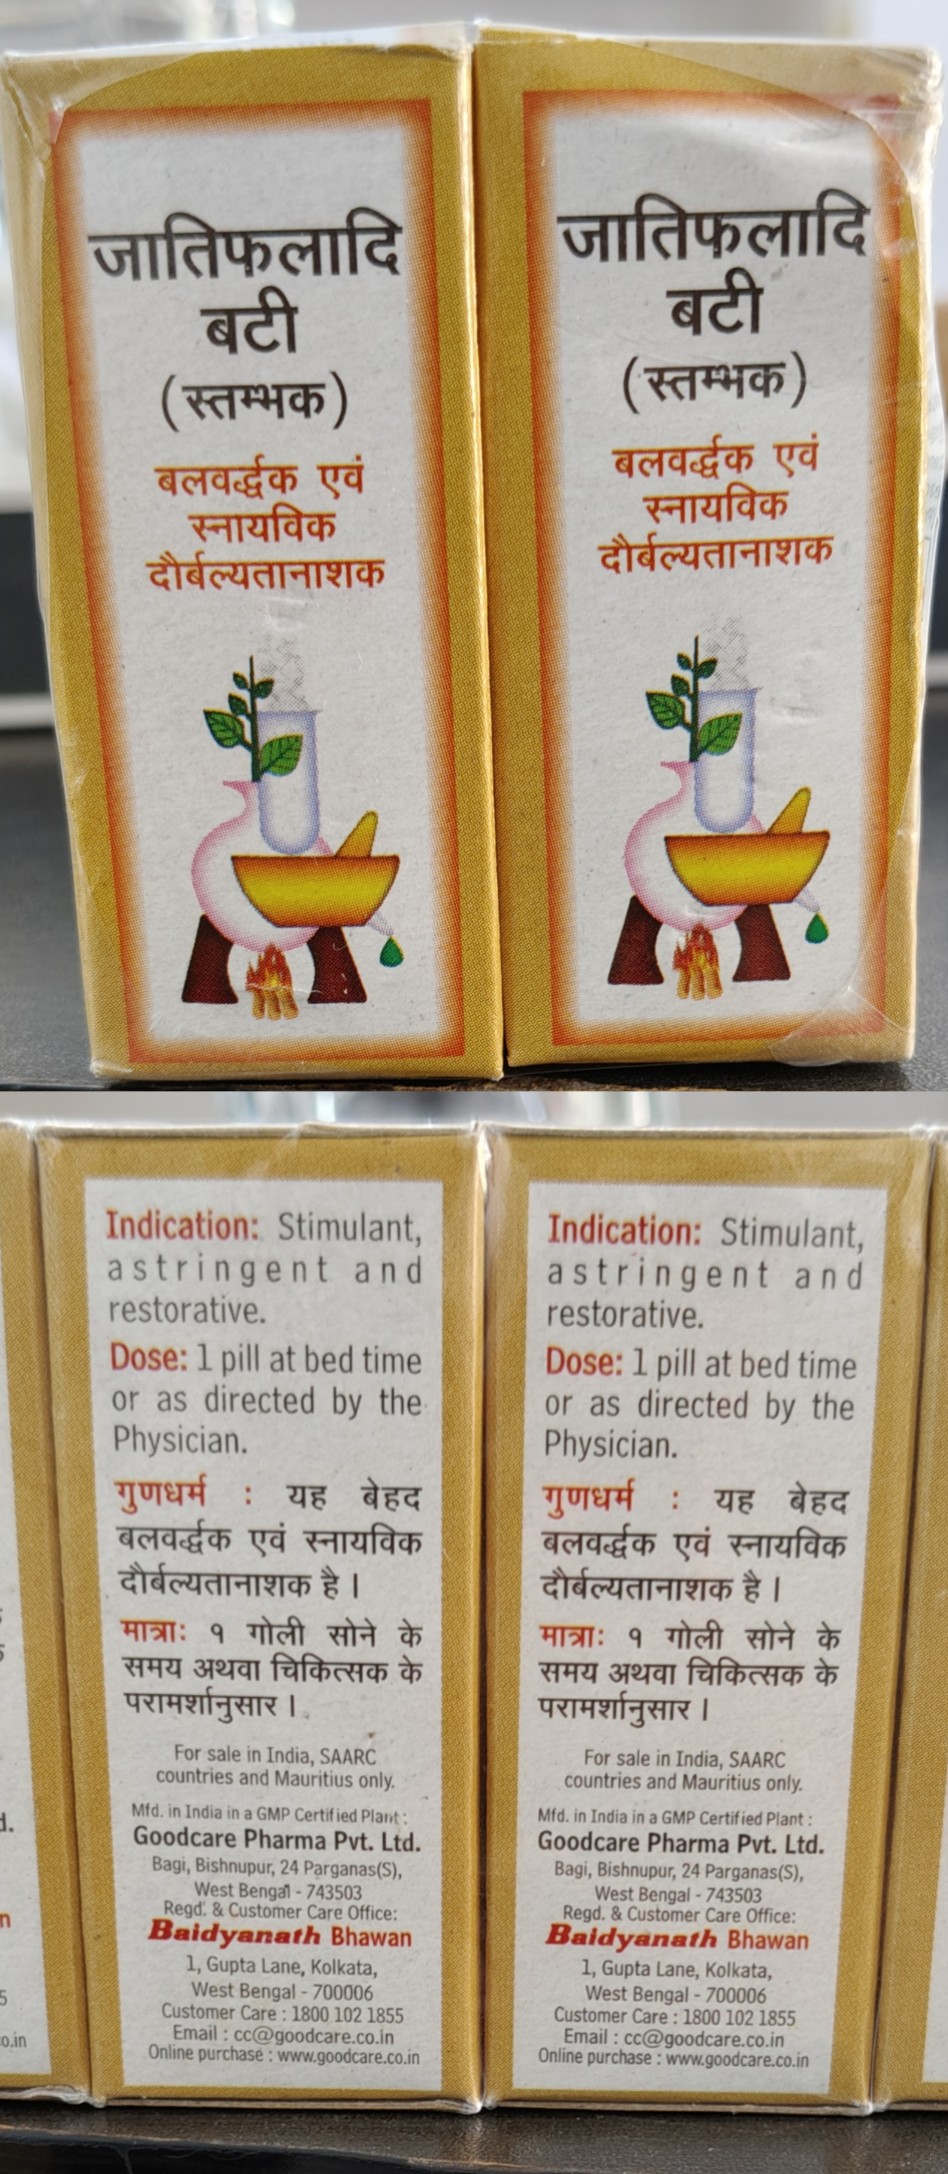 जातिफलादि
बटी
(स्तम्भक)
बलवर्द्धक एवं
स्नायविक
दौर्बल्यतानाशक
जातिफलादि
बटी
(स्तम्भक)
बलवर्द्धक एवं
स्नायविक
दौर्बल्यतानाशक
Indication: Stimulant,
astringent and
restorative.
Dose: 1 pill at bed time
or as directed by the
Physician.
गुणधर्म : यह बेहद
बलवर्द्धक एवं स्नायविक
दौर्बल्यतानाशक है।
मात्रा: १ गोली सोने के
समय अथवा चिकित्सक के
परामर्शानुसार।
For sale in India, SAARC
countries and Mauritius only.
Mfd. in India in a GMP Certified Plant :
Goodcare Pharma Pvt. Ltd.
Bagi, Bishnupur, 24 Parganas(S),
West Bengal - 743503
Regd. & Customer Care Office:
Baidyanath Bhawan
1, Gupta Lane, Kolkata,
West Bengal - 700006
Customer Care : 1800 102 1855
Email : cc@goodcare.co.in
Online purchase : www.goodcare.co.in
Indication: Stimulant,
astringent and
restorative.
Dose: 1 pill at bed time
or as directed by the
Physician.
गुणधर्म : यह बेहद
बलवर्द्धक एवं स्नायविक
दौर्बल्यतानाशक है।
मात्रा: १ गोली सोने के
समय अथवा चिकित्सक के
परामर्शानुसार।
For sale in India, SAARC
countries and Mauritius only.
Mfd. in India in a GMP Certified Plant :
Goodcare Pharma Pvt. Ltd.
Bagi, Bishnupur, 24 Parganas(S),
West Bengal - 743503
Regd. & Customer Care Office:
Baidyanath Bhawan
1, Gupta Lane, Kolkata,
West Bengal - 700006
Customer Care : 1800 102 1855
Email : cc@goodcare.co.in
Online purchase : www.goodcare.co.in